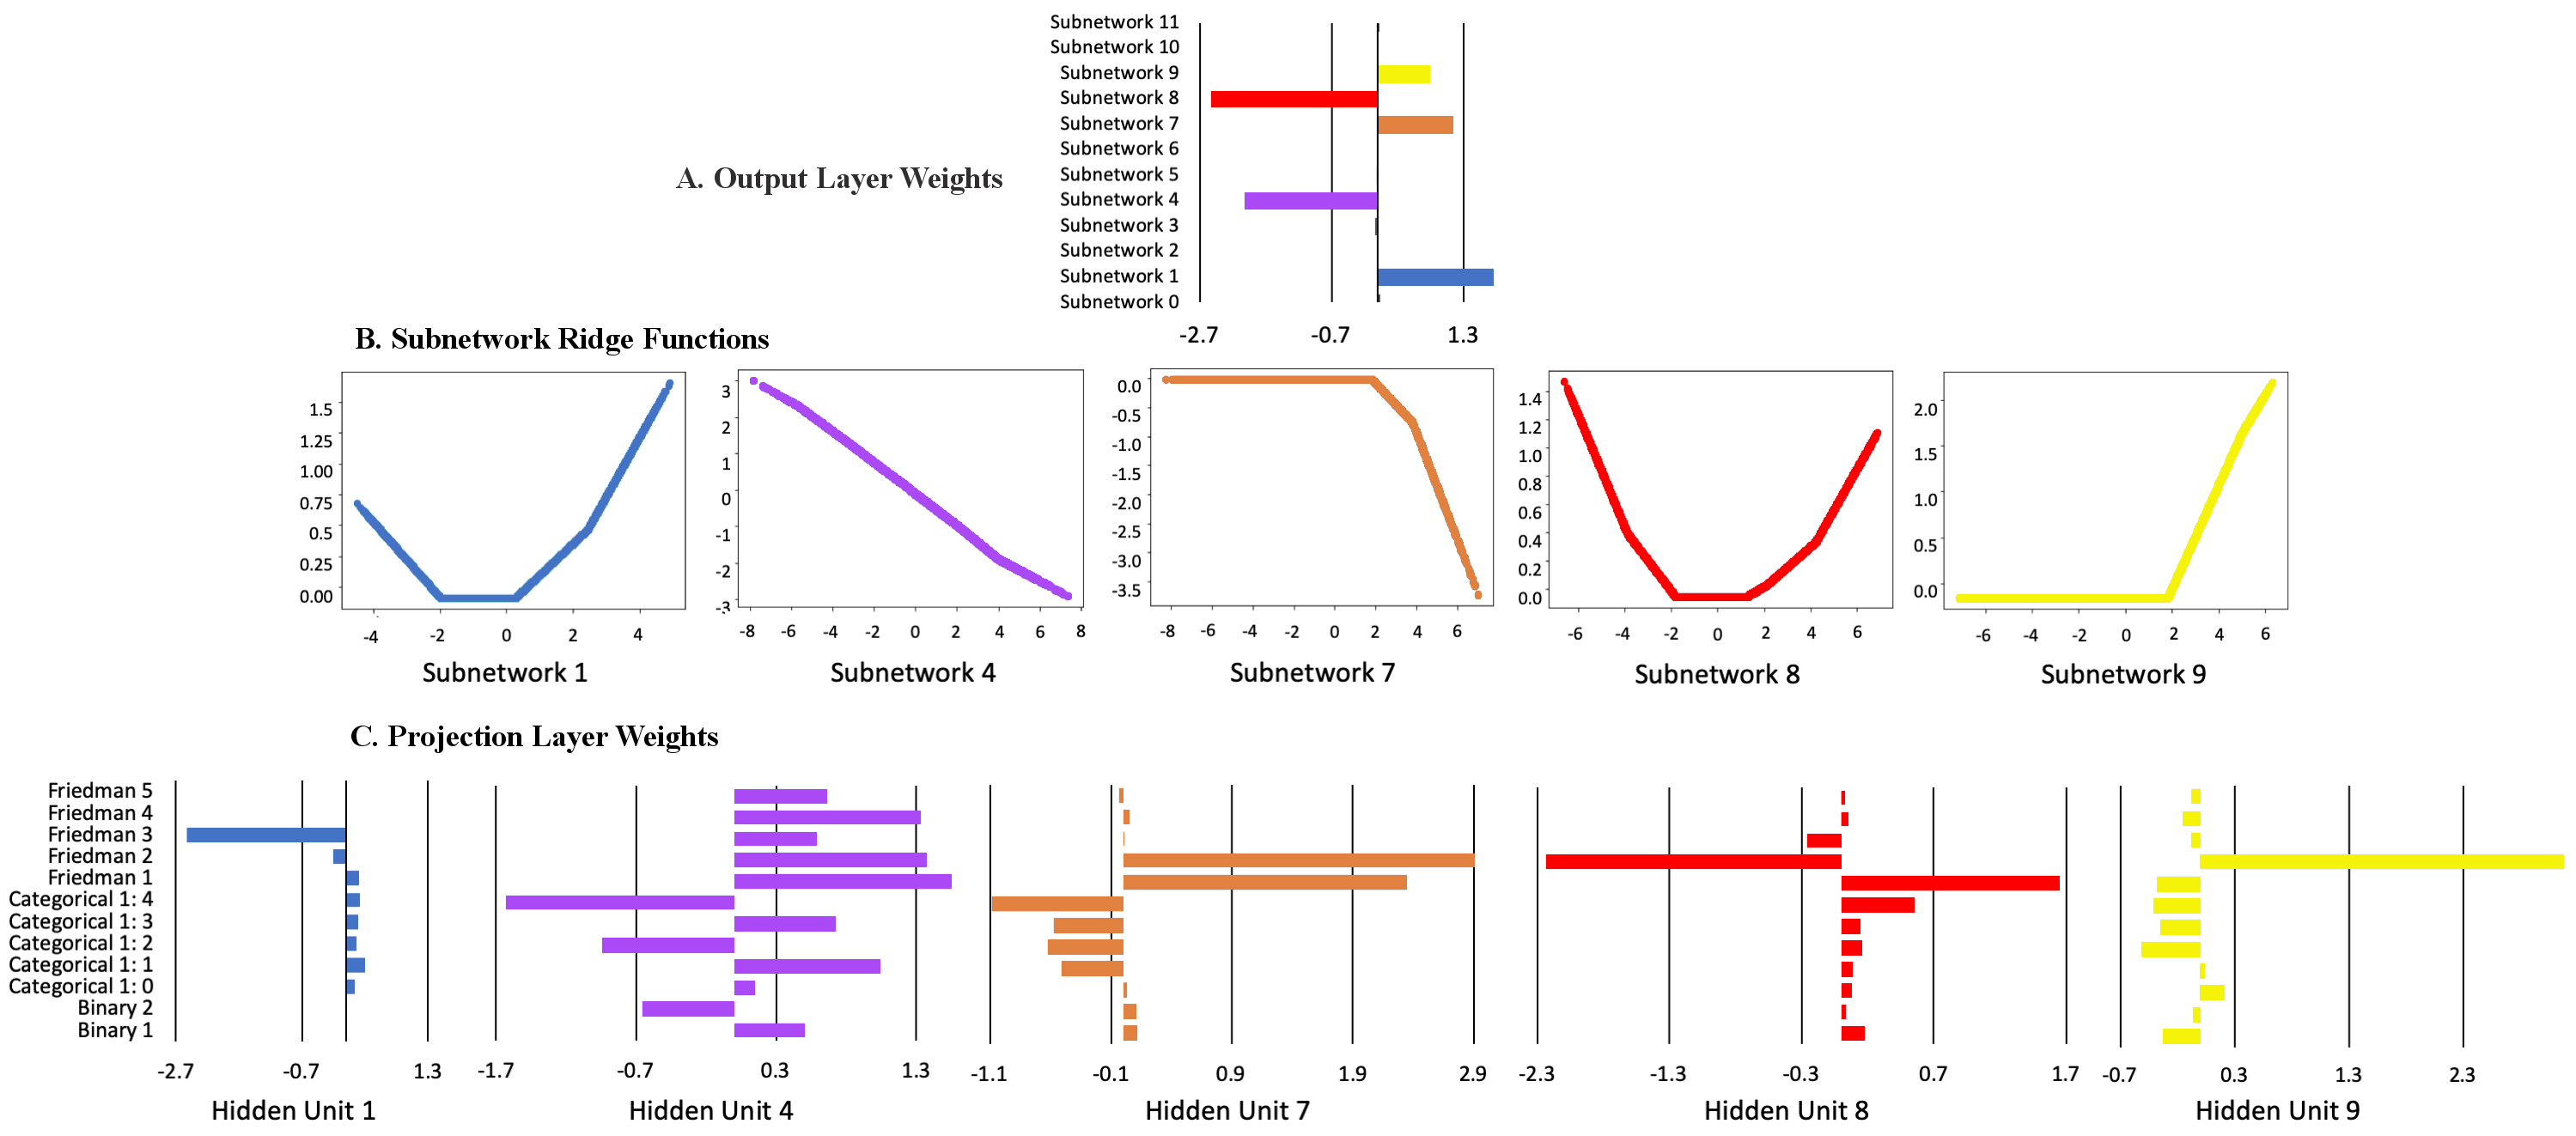 Subnetwork 11
Subnetwork 10
Subnetwork 9
Subnetwork 8
Subnetwork 7
Subnetwork 6
Subnetwork 5
A. Output Layer Weights
Subnetwork 4
Subnetwork 3
Subnetwork 2
Subnetwork 1
Subnetwork 0
-2.7 -0.7 1.3
B. Subnetwork Ridge Functions
1.5
1.25
1.00
0.75
0.5
0.25
0.00
-4 -2 0 2 4
Subnetwork 1
3
2
1
0
-1
-2
-3
-8 -6 -4 -2 0 2 4 6 8
Subnetwork 4
0.0
-0.5
-1.0
-1.5
-2.0
-2.5
-3.0
-3.5
-8 -6 -4 -2 0 2 4 6
Subnetwork 7
1.4
1.2
1.0
0.8
0.6
0.4
0.2
0.0
-6 -4 -2 0 2 4 6
Subnetwork 8
2.0
1.5
1.0
0.5
0.0
-6 -4 -2 0 2 4 6
Subnetwork 9
C. Projection Layer Weights
Friedman 5
Friedman 4
Friedman 3
Friedman 2
Friedman 1
Categorical 1: 4
Categorical 1: 3
Categorical 1: 2
Categorical 1: 1
Categorical 1: 0
Binary 2
Binary 1
-2.7 -0.7 1.3
Hidden Unit 1
-1.7 -0.7 0.3 1.3
Hidden Unit 4
-1.1 -0.1 0.9 1.9 2.9
Hidden Unit 7
-2.3 -1.3 -0.3 0.7 1.7
Hidden Unit 8
-0.7 0.3 1.3 2.3
Hidden Unit 9